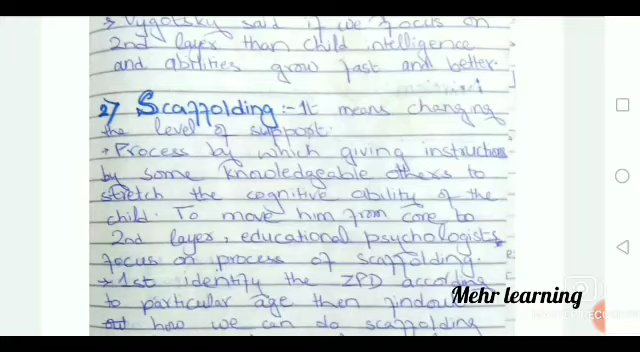 → Vygotsky said if we focus on
2nd layer than child intelligence
and abilities grow fast and better.
2) Scaffolding :- It means changing
the level of support.
→ Process by which giving instructions
by some knowledgeable others to
stretch the cognitive ability of the
child. To move him from core to
2nd layer, educational psychologists
focus on process of scaffolding.
→ 1st identify the ZPD according
to particular age then findout
how we can do scaffolding
Mehr learning